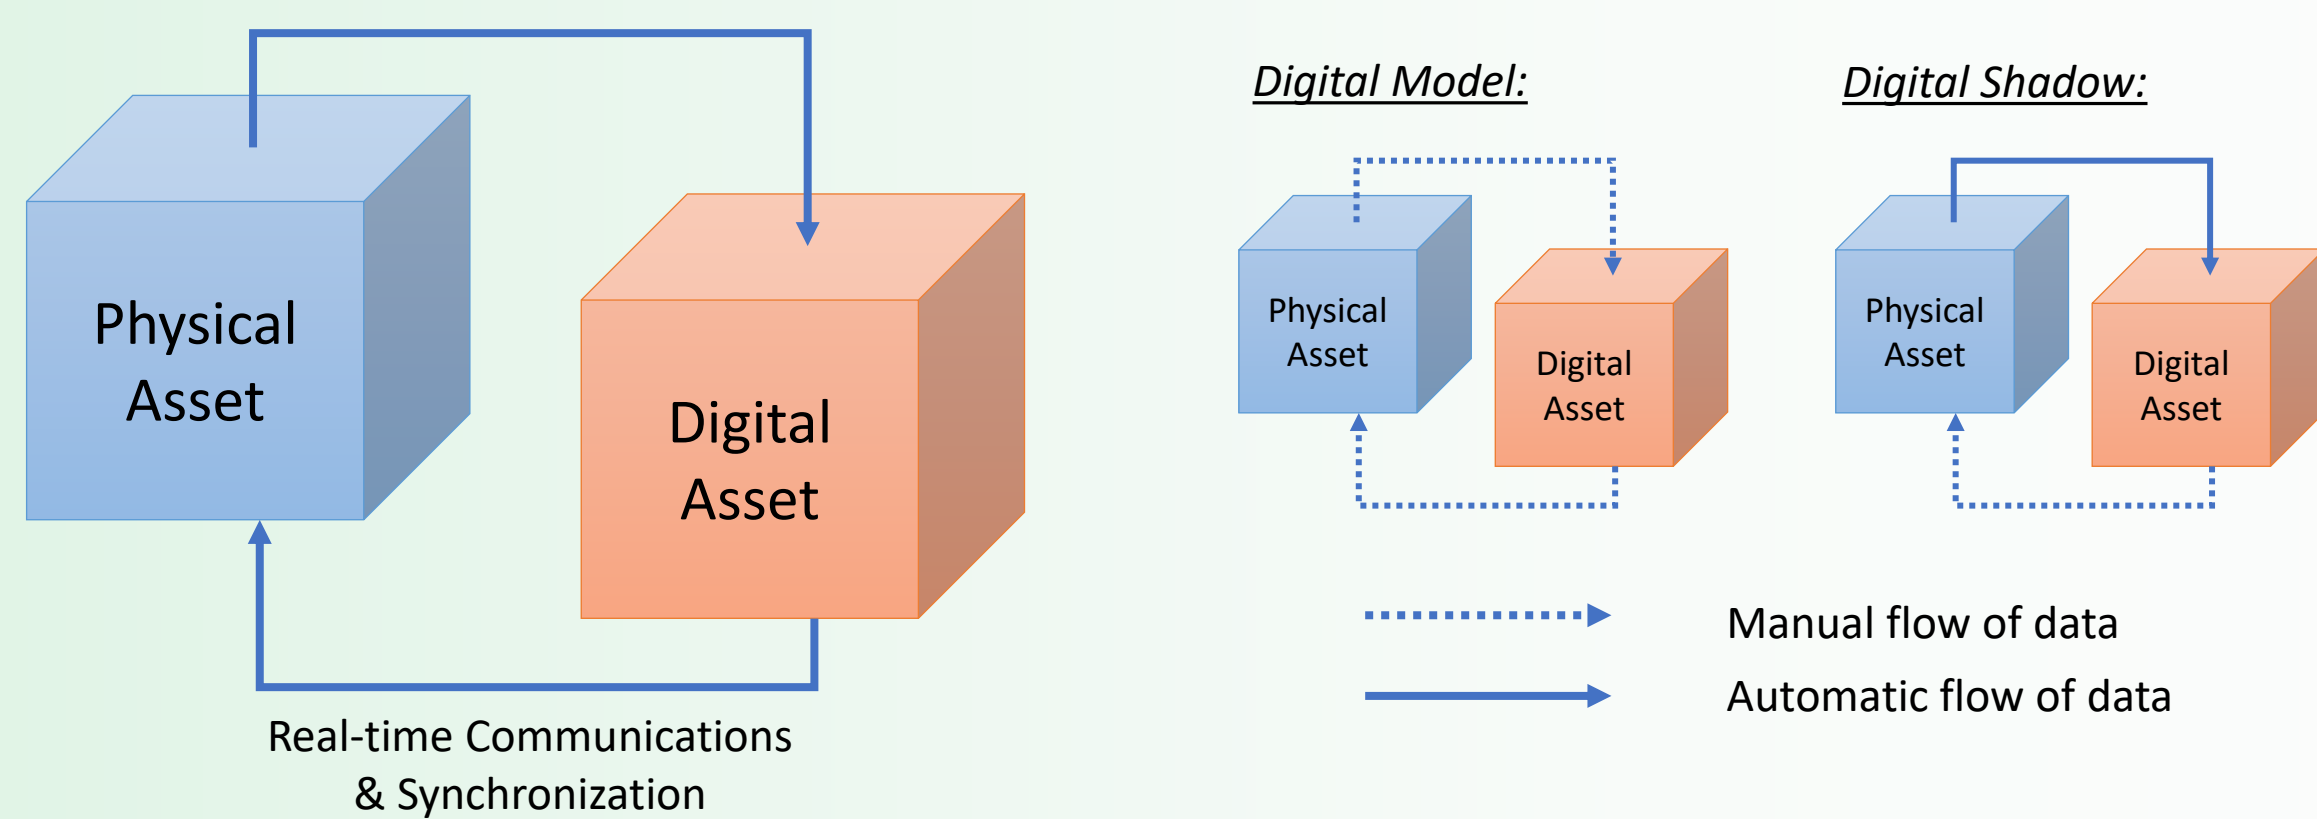 Physical
Asset
Digital
Asset
Real-time Communications
& Synchronization
Digital Model:
Physical
Asset
Digital
Asset
Digital Shadow:
Physical
Asset
Digital
Asset
Manual flow of data
Automatic flow of data